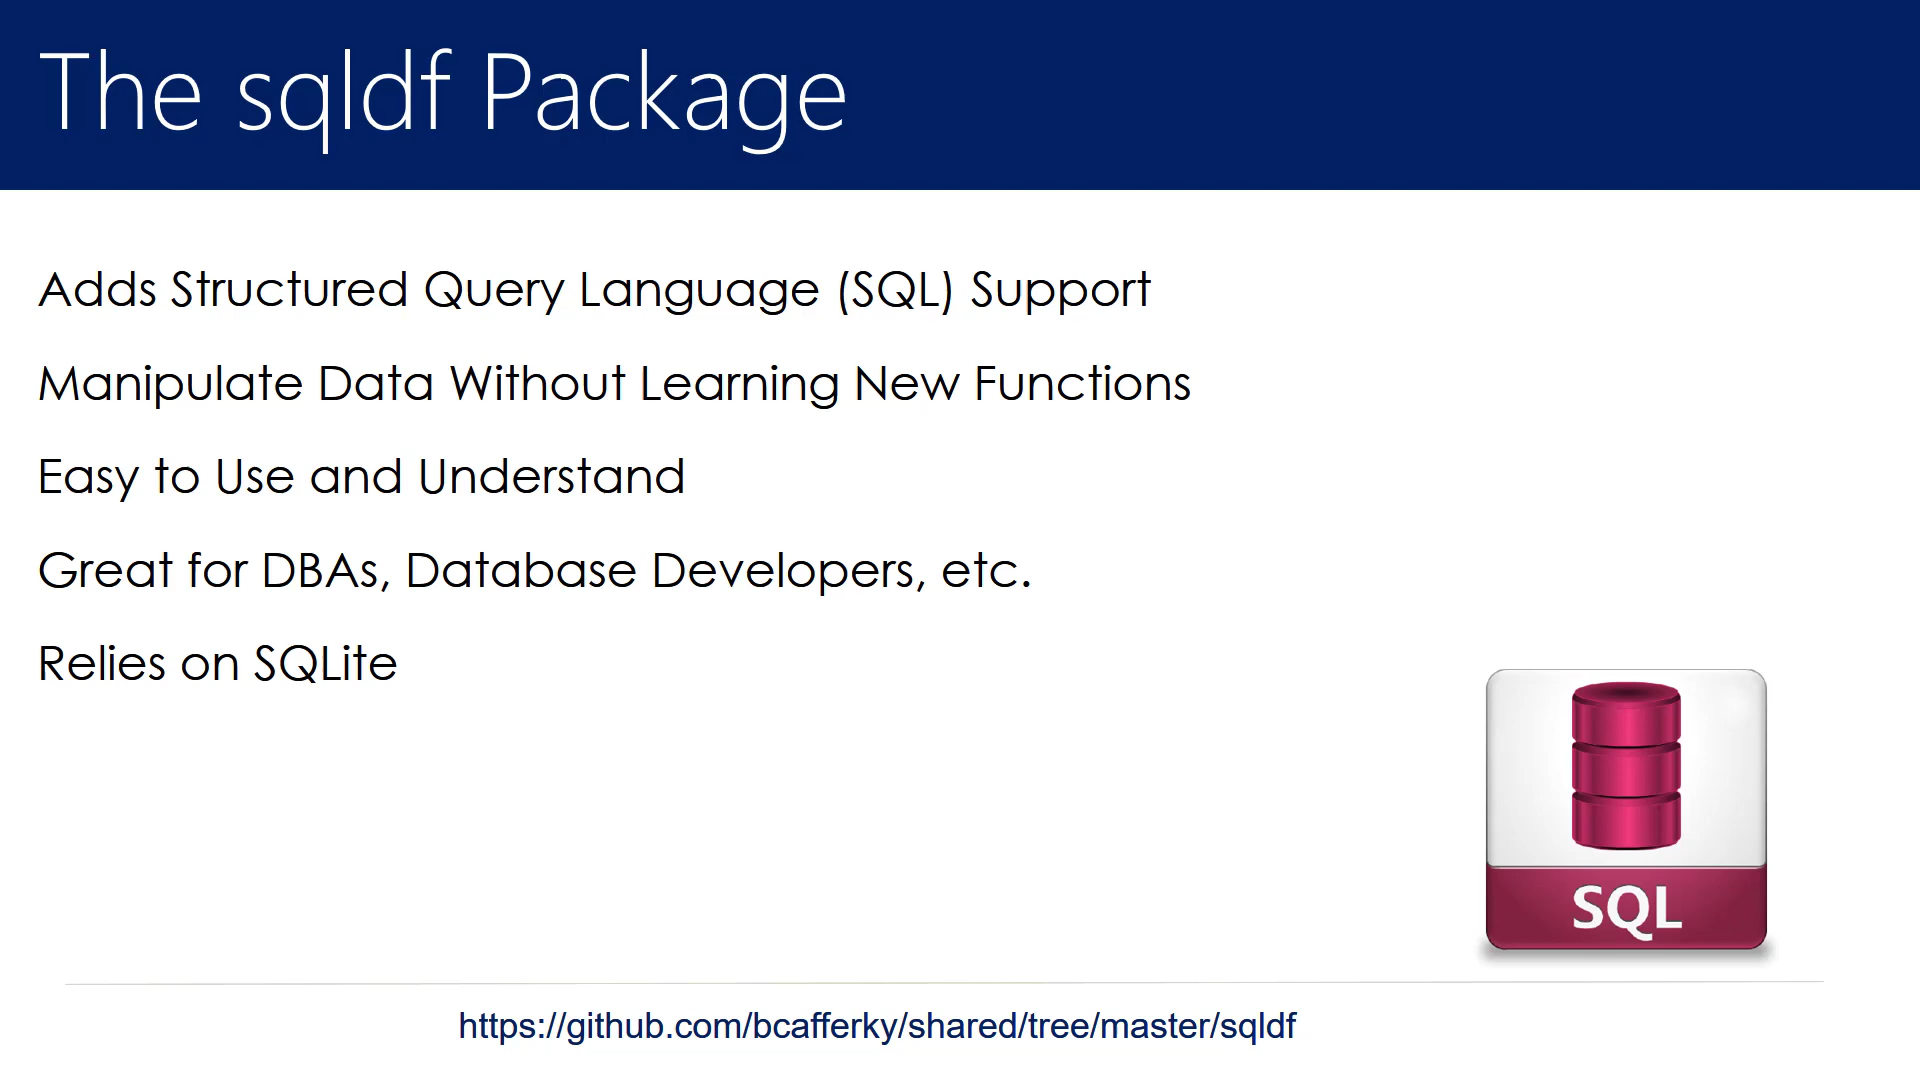 The sqldf Package
Adds Structured Query Language (SQL) Support
Manipulate Data Without Learning New Functions
Easy to Use and Understand
Great for DBAs, Database Developers, etc.
Relies on SQLite
SQL
https://github.com/bcafferky/shared/tree/master/sqldf